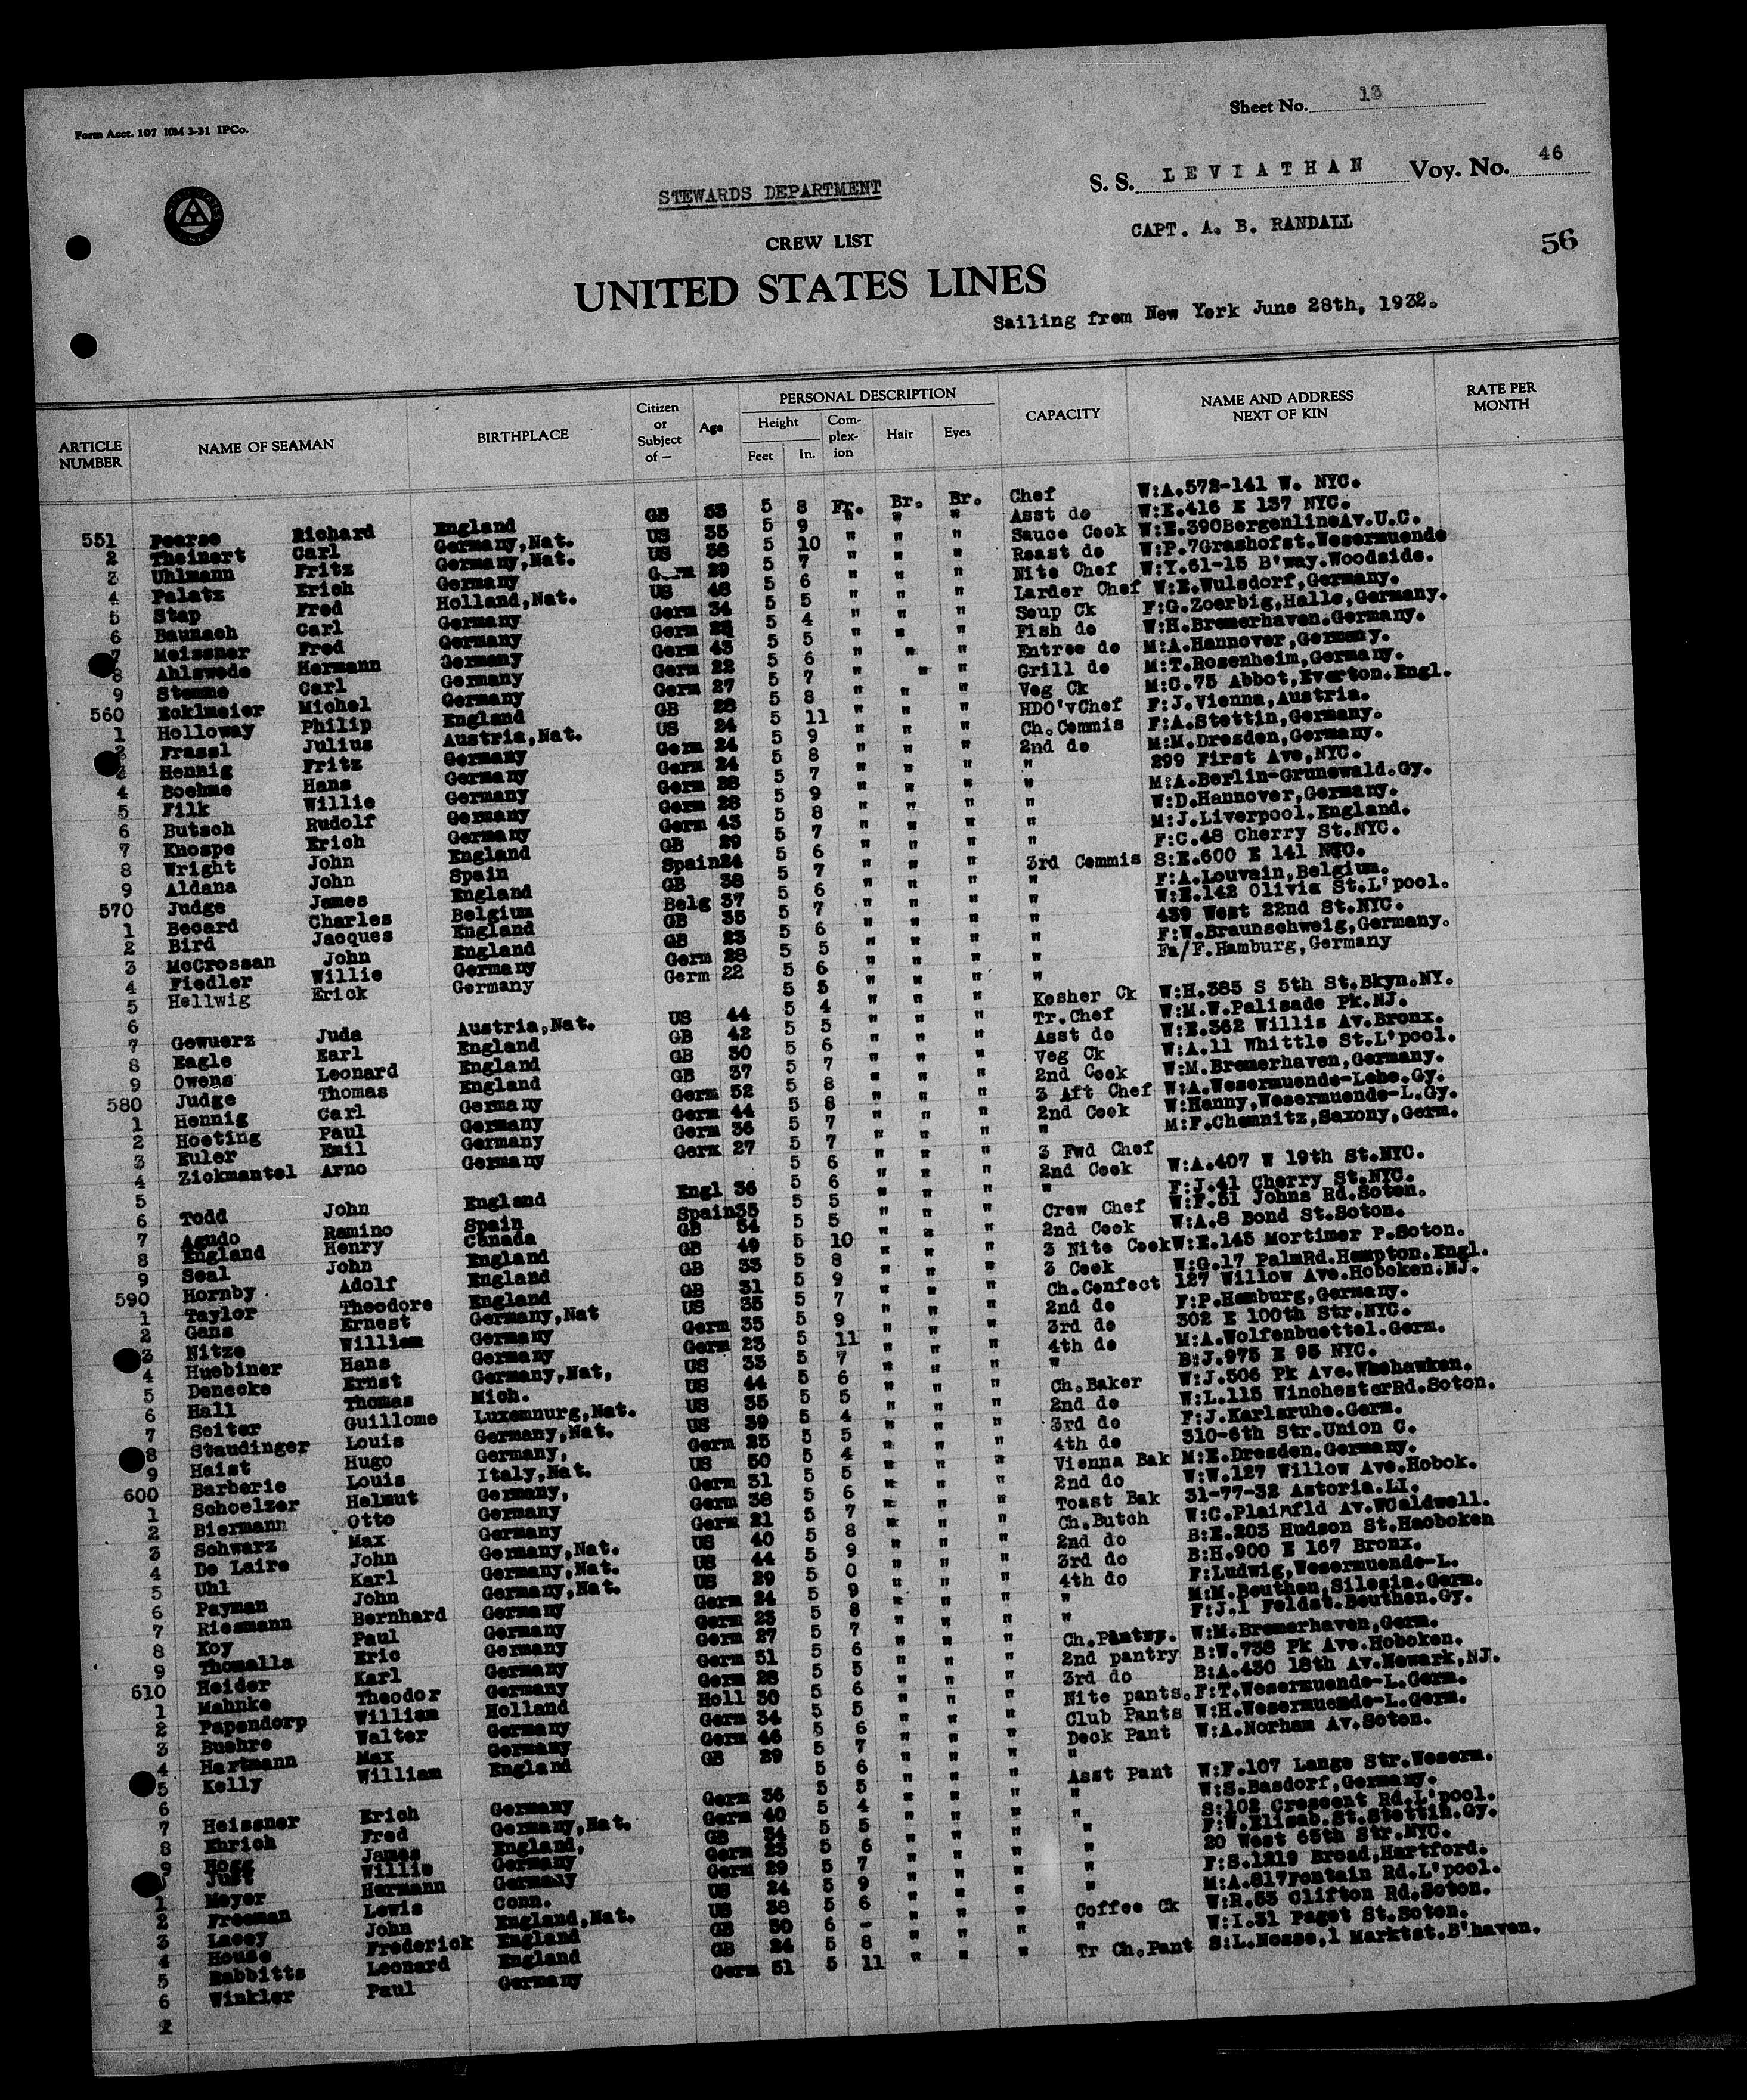 Form Acct. 107 10M 3-31 IPCo.
Sheet No. 13
S. S. LEVIATHAN Voy. No. 46
STEWARDS DEPARTMENT
CAPT. A. B. RANDALL
CREW LIST
56
UNITED STATES LINES
Sailing from New York June 28th, 1932.
ARTICLE NUMBER NAME OF SEAMAN BIRTHPLACE Citizen or Subject of — Age PERSONAL DESCRIPTION Height Feet In. Complexion Hair Eyes CAPACITY NAME AND ADDRESS NEXT OF KIN RATE PER MONTH
551 Pearse Richard England GB 53 5 8 Fr. Br. Br. Chef W:A.572-141 W. NYC.
2 Theinert Carl Germany,Nat. US 35 5 9 " " " Asst do W:E.416 E 137 NYC.
3 Uhlmann Fritz Germany,Nat. US 38 5 10 " " " Sauce Cook W:E.390BergenlineAv.U.C.
4 Palatz Erich Germany Germ 29 5 7 " " " Roast do W:P.7Grashofst.Wesermuende
5 Stap Fred Holland,Nat. US 48 5 6 " " " Nite Chef W:Y.61-15 B'way.Woodside.
6 Baunach Carl Germany Germ 34 5 5 " " " Larder Chef W:E.Wulsdorf,Germany.
7 Meissner Fred Germany Germ 25 5 4 " " " Soup Ck F:G.Zoerbig,Halle,Germany.
8 Ahlswede Hermann Germany Germ 43 5 5 " " " Fish do W:H.Bremerhaven.Germany.
9 Stemme Carl Germany Germ 22 5 6 " " " Entree do M:A.Hannover,Germany.
560 Ecklmeier Michel Germany Germ 27 5 7 " " " Grill do M:T.Rosenheim,Germany.
1 Holloway Philip England GB 28 5 8 " " " Veg Ck M:C.75 Abbot,Everton.Engl.
2 Frassl Julius Austria,Nat. US 24 5 11 " " " HDO'vChef F:J.Vienna,Austria.
Hennig Fritz Germany Germ 24 5 9 " " " Ch.Commis F:A.Stettin,Germany.
4 Boehme Hans Germany Germ 24 5 8 " " " 2nd do M:M.Dresden,Germany.
5 Filk Willie Germany Germ 28 5 7 " " " " 299 First Ave,NYC.
6 Butsch Rudolf Germany Germ 28 5 9 " " " " M:A.Berlin-Grunewald.Gy.
7 Knospe Erich Germany Germ 43 5 8 " " " " W:D.Hannover,Germany.
8 Wright John England GB 29 5 7 " " " " M:J.Liverpool.England.
9 Aldana John Spain Spain24 5 6 " " " " F:C.48 Cherry St.NYC.
570 Judge James England GB 38 5 7 " " " 3rd Commis S:E.600 E 141 NYC.
1 Becard Charles Belgium Belg 37 5 6 " " " " F:A.Louvain,Belgium.
2 Bird Jacques England GB 35 5 7 " " " " W:E.142 Olivia St.L'pool.
3 McCrossan John England GB 23 5 6 " " " " 439 West 22nd St.NYC.
4 Fiedler Willie Germany Germ 28 5 5 " " " " F:W.Braunschweig,Germany.
5 Hellwig Erick Germany Germ 22 5 6 " " " " Fa/F.Hamburg,Germany
6 5 5 " " "
7 Gewuerz Juda Austria,Nat. US 44 5 4 " " " Kosher Ck W:H.385 S 5th St.Bkyn.NY.
8 Eagle Earl England GB 42 5 5 " " " Tr.Chef W:M.W.Palisade Pk.NJ.
9 Owens Leonard England GB 30 5 6 " " " Asst do W:E.362 Willis Av.Bronx.
580 Judge Thomas England GB 37 5 7 " " " Veg Ck W:A.11 Whittle St.L'pool.
1 Hennig Carl Germany Germ 52 5 8 " " " 2nd Cook W:M.Bremerhaven,Germany.
2 Hoeting Paul Germany Germ 44 5 8 " " " 3 Aft Chef W:A.Wesermuende-Lehe.Gy.
3 Euler Emil Germany Germ 36 5 7 " " " 2nd Cook W:Hanny,Wesermuende-L.Gy.
4 Zickmantel Arno Germany Germ 27 5 7 " " " " M:F.Chemnitz,Saxony,Germ.
5 5 6 " " " 3 Fwd Chef
6 Todd John England Engl 36 5 6 " " " 2nd Cook W:A.407 W 19th St.NYC.
7 Agudo Ramino Spain Spain35 5 5 " " " " F:J.41 Cherry St.NYC.
8 England Henry Canada GB 54 5 5 " " " Crew Chef W:F.51 Johns Rd.Soton.
9 Seal John England GB 49 5 10 " " " 2nd Cook W:A.8 Bond St.Soton.
590 Hornby Adolf England GB 33 5 8 " " " 3 Nite Cook W:E.145 Mortimer P.Soton.
1 Taylor Theodore England GB 31 5 9 " " " 3 Cook W:G.17 PalmRd.Hampton.Engl.
2 Gans Ernest Germany,Nat US 35 5 7 " " " Ch.Confect 127 Willow Ave.Hoboken.NJ.
3 Nitze William Germany Germ 35 5 9 " " " 2nd do F:P.Hamburg,Germany.
4 Huebiner Hans Germany Germ 23 5 11 " " " 3rd do 302 E 100th Str.NYC.
5 Denecke Ernst Germany,Nat, US 33 5 7 " " " 4th do M:A.Wolfenbuettel.Germ.
6 Hall Thomas Mich. US 44 5 6 " " " " B:J.975 E 95 NYC.
7 Seiter Guillome Luxemnurg,Nat. US 35 5 5 " " " Ch.Baker W:J.506 Pk Ave.Weehawken.
8 Staudinger Louis Germany,Nat. US 39 5 4 " " " 2nd do W:L.115 WinchesterRd.Soton.
9 Haist Hugo Germany, Germ 25 5 5 " " " 3rd do F:J.Karlsruhe.Germ.
600 Barberie Louis Italy,Nat. US 50 5 4 " " " 4th do 310-6th Str.Union C.
1 Schoelzer Helmut Germany, Germ 31 5 5 " " " Vienna Bak M:E.Dresden.Germany.
2 Biermann Otto Germany Germ 38 5 6 " " " 2nd do W:W.127 Willow Ave.Hobok.
3 Schwarz Max Germany Germ 21 5 7 " " " Toast Bak 31-77-32 Astoria.LI.
4 De Laire John Germany,Nat. US 40 5 8 " " " Ch.Butch W:C.Plainfld Av.WCaldwell.
5 Uhl Karl Germany,Nat. US 44 5 9 " " " 2nd do B:E.203 Hudson St.Haoboken
6 Payman John Germany,Nat. US 29 5 0 " " " 3rd do B:H.900 E 167 Bronx.
7 Riesmann Bernhard Germany Germ 24 5 9 " " " 4th do F:Ludwig,Wesermuende-L.
8 Koy Paul Germany Germ 23 5 8 " " " " M:M.Beuthen,Silesia.Germ.
9 Thomalla Eric Germany Germ 27 5 7 " " " " F:J.1 Feldst.Beuthen.Gy.
610 Heider Karl Germany Germ 51 5 6 " " " Ch.Pantry. W:M.Bremerhaven,Germ.
1 Mahnke Theodor Germany Germ 28 5 5 " " " 2nd pantry B:W.738 Pk Ave.Hoboken.
2 Papendorp William Holland Holl 30 5 6 " " " 3rd do B:A.430 18th Av.Newark,NJ.
3 Buehre Walter Germany Germ 34 5 5 " " " Nite pants. F:T.Wesermuende-L.Germ.
4 Hartmann Max Germany Germ 46 5 6 " " " Club Pants W:H.Wesermuende-L.Germ.
5 Kelly William England GB 29 5 7 " " " Deck Pant W:A.Norham Av.Soton.
6 5 6 " " " "
7 Heissner Erich Germany Germ 36 5 5 " " " Asst Pant W:F.107 Lange Str.Weserm.
8 Ehrich Fred Germany,Nat. Germ 40 5 4 " " " " W:S.Basdorf,Germany.
9 Hogg James England, GB 34 5 5 " " " " S:102 Crescent Rd.L'pool.
Just Willie Germany Germ 23 5 6 " " " " F:W.Elisab.St.Stettin.Gy.
1 Meyer Hermann Germany Germ 29 5 7 " " " " 20 West 65th Str.NYC.
2 Freeman Lewis Conn. US 24 5 9 " " " " F:S.1219 Broad,Hartford.
3 Lacey John England,Nat. US 38 5 6 " " " " M:A.817Fontain Rd.L'pool.
4 House Frederick England GB 30 6 - " " " Coffee Ck W:R.53 Clifton Rd.Soton.
5 Babbitts Leonard England GB 24 5 8 " " " " W:I.31 Paget St.Soton.
6 Winkler Paul Germany Germ 51 5 11 " " " Tr Ch.Pant S:L.Nosse,1 Marktst.B'haven.